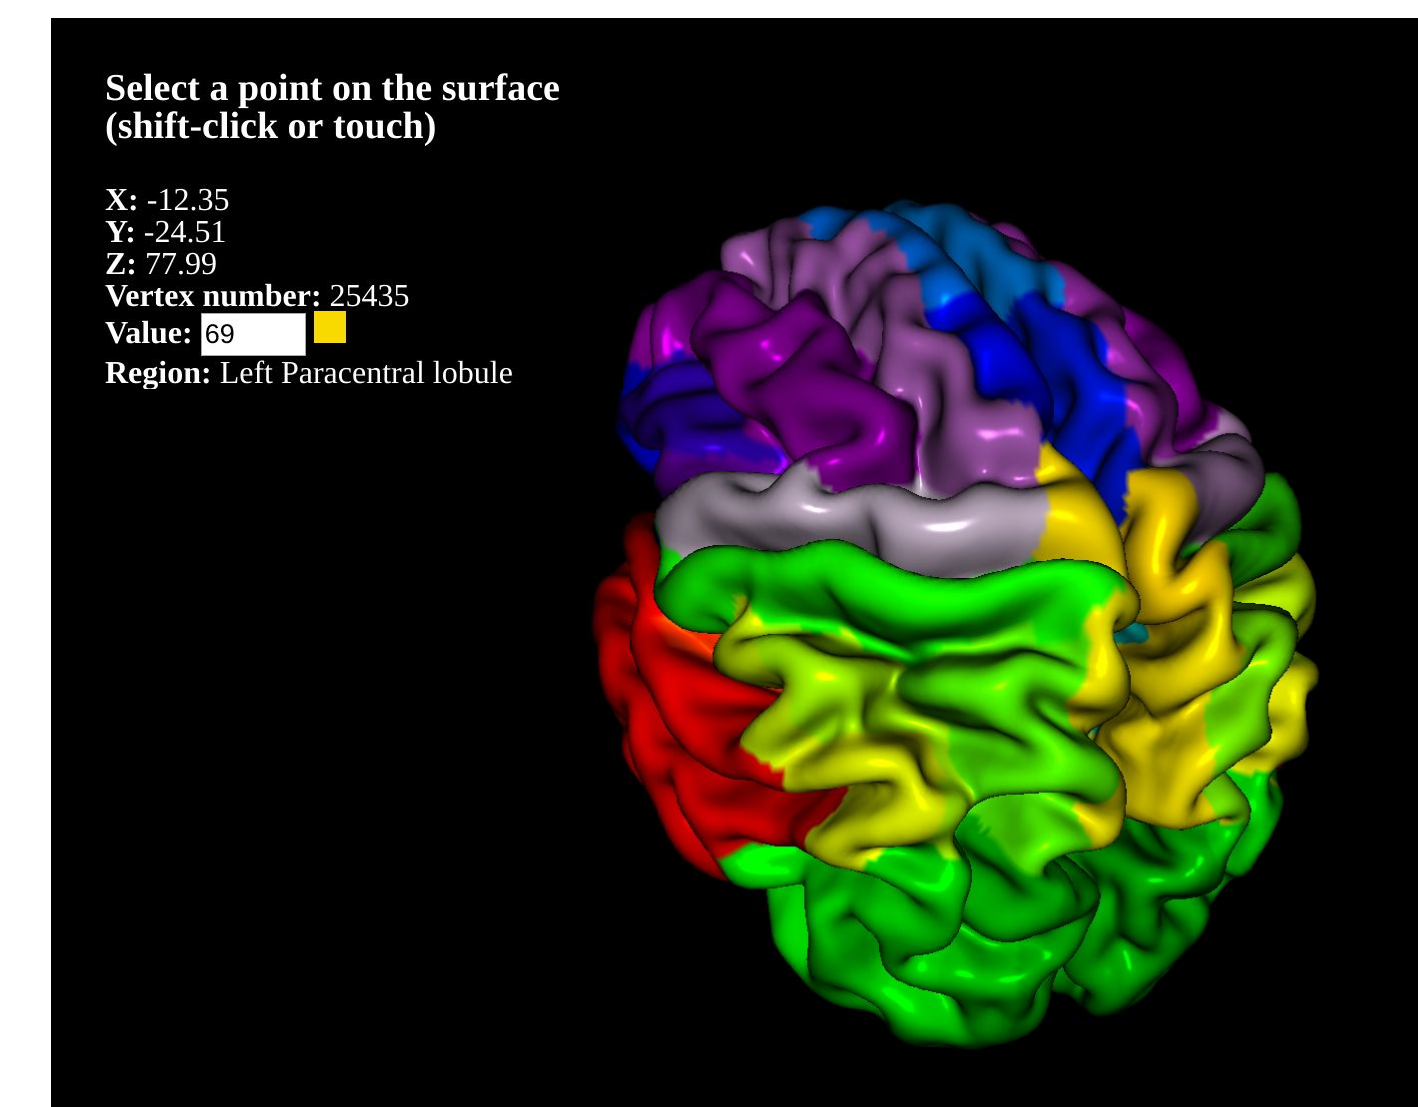 Select a point on the surface
(shift-click or touch)
X: -12.35
Y: -24.51
Z: 77.99
Vertex number: 25435
Value: 69
Region: Left Paracentral lobule